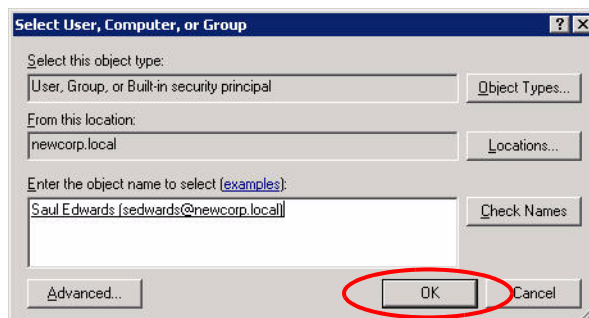 Select User, Computer, or Group
Select this object type:
User, Group, or Built-in security principal
Object Types...
From this location:
newcorp.local
Locations...
Enter the object name to select (examples):
Saul Edwards (sedwards@newcorp.local)
Check Names
Advanced...
OK
Cancel